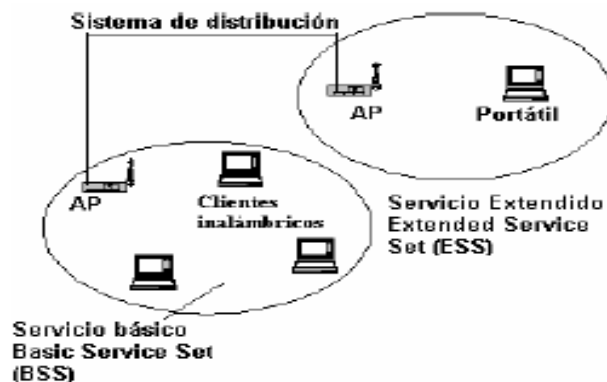 Sistema de distribución
AP
Portátil
AP
Clientes
inalámbricos
Servicio Extendido
Extended Service
Set (ESS)
Servicio básico
Basic Service Set
(BSS)